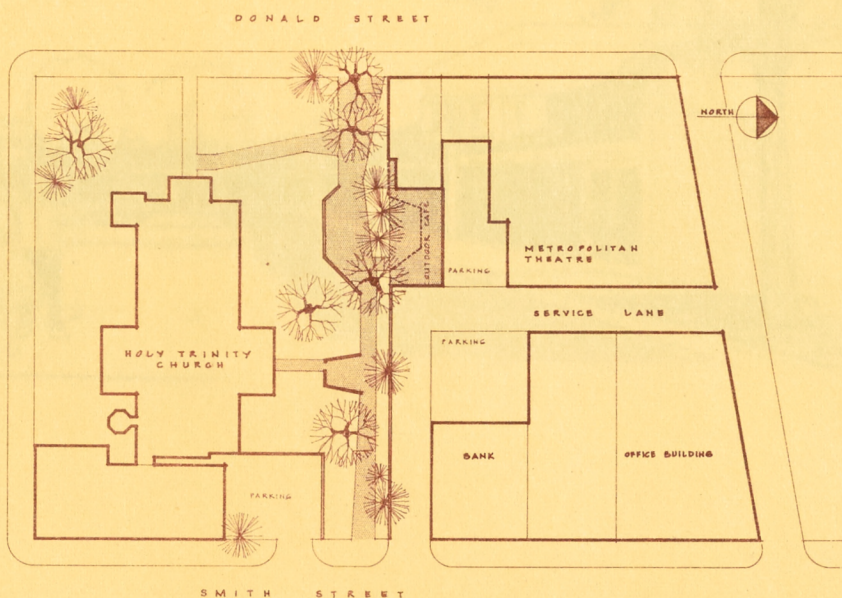 DONALD STREET
NORTH
OUTDOOR CAFE
METROPOLITAN
THEATRE
PARKING
SERVICE LANE
PARKING
HOLY TRINITY
CHURCH
BANK
OFFICE BUILDING
PARKING
SMITH STREET